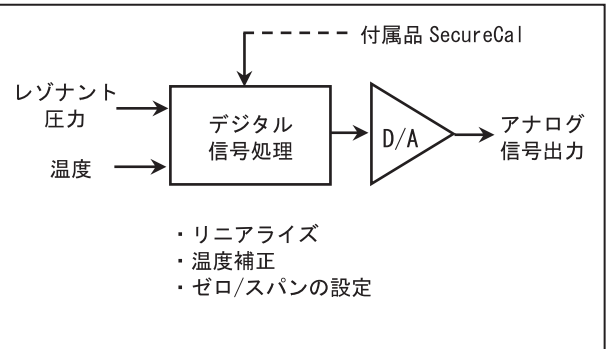 付属品 SecureCal
レゾナント
圧力
デジタル
信号処理
D/A
アナログ
信号出力
温度
・リニアライズ
・温度補正
・ゼロ/スパンの設定